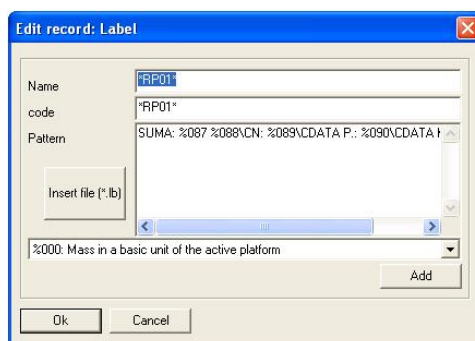 Edit record: Label
Name
*RP01*
code
*RP01*
Pattern
SUMA: %087 %088\CN: %089\CDATA P.: %090\CDATA
Insert file (*.lb)
%000: Mass in a basic unit of the active platform
Add
Ok
Cancel